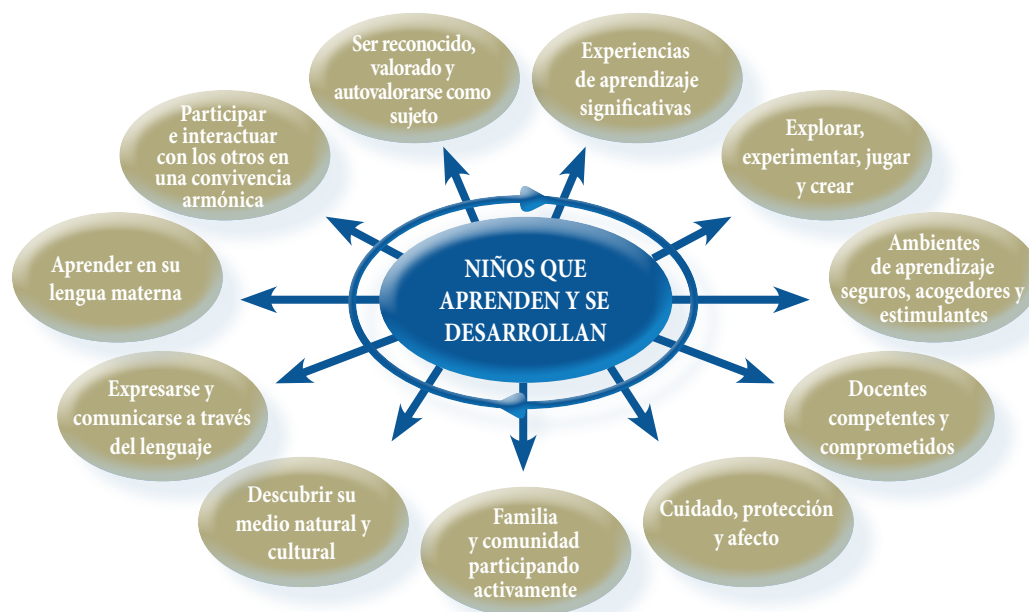 Ser reconocido,
valorado y
autovalorarse como
sujeto
Experiencias
de aprendizaje
significativas
Explorar,
experimentar, jugar
y crear
Ambientes
de aprendizaje
seguros, acogedores y
estimulantes
Docentes
competentes y
comprometidos
Cuidado, protección
y afecto
Familia
y comunidad
participando
activamente
Descubrir su
medio natural y
cultural
Expresarse y
comunicarse a través
del lenguaje
Aprender en su
lengua materna
Participar
e interactuar
con los otros en
una convivencia
armónica
NIÑOS QUE
APRENDEN Y SE
DESARROLLAN